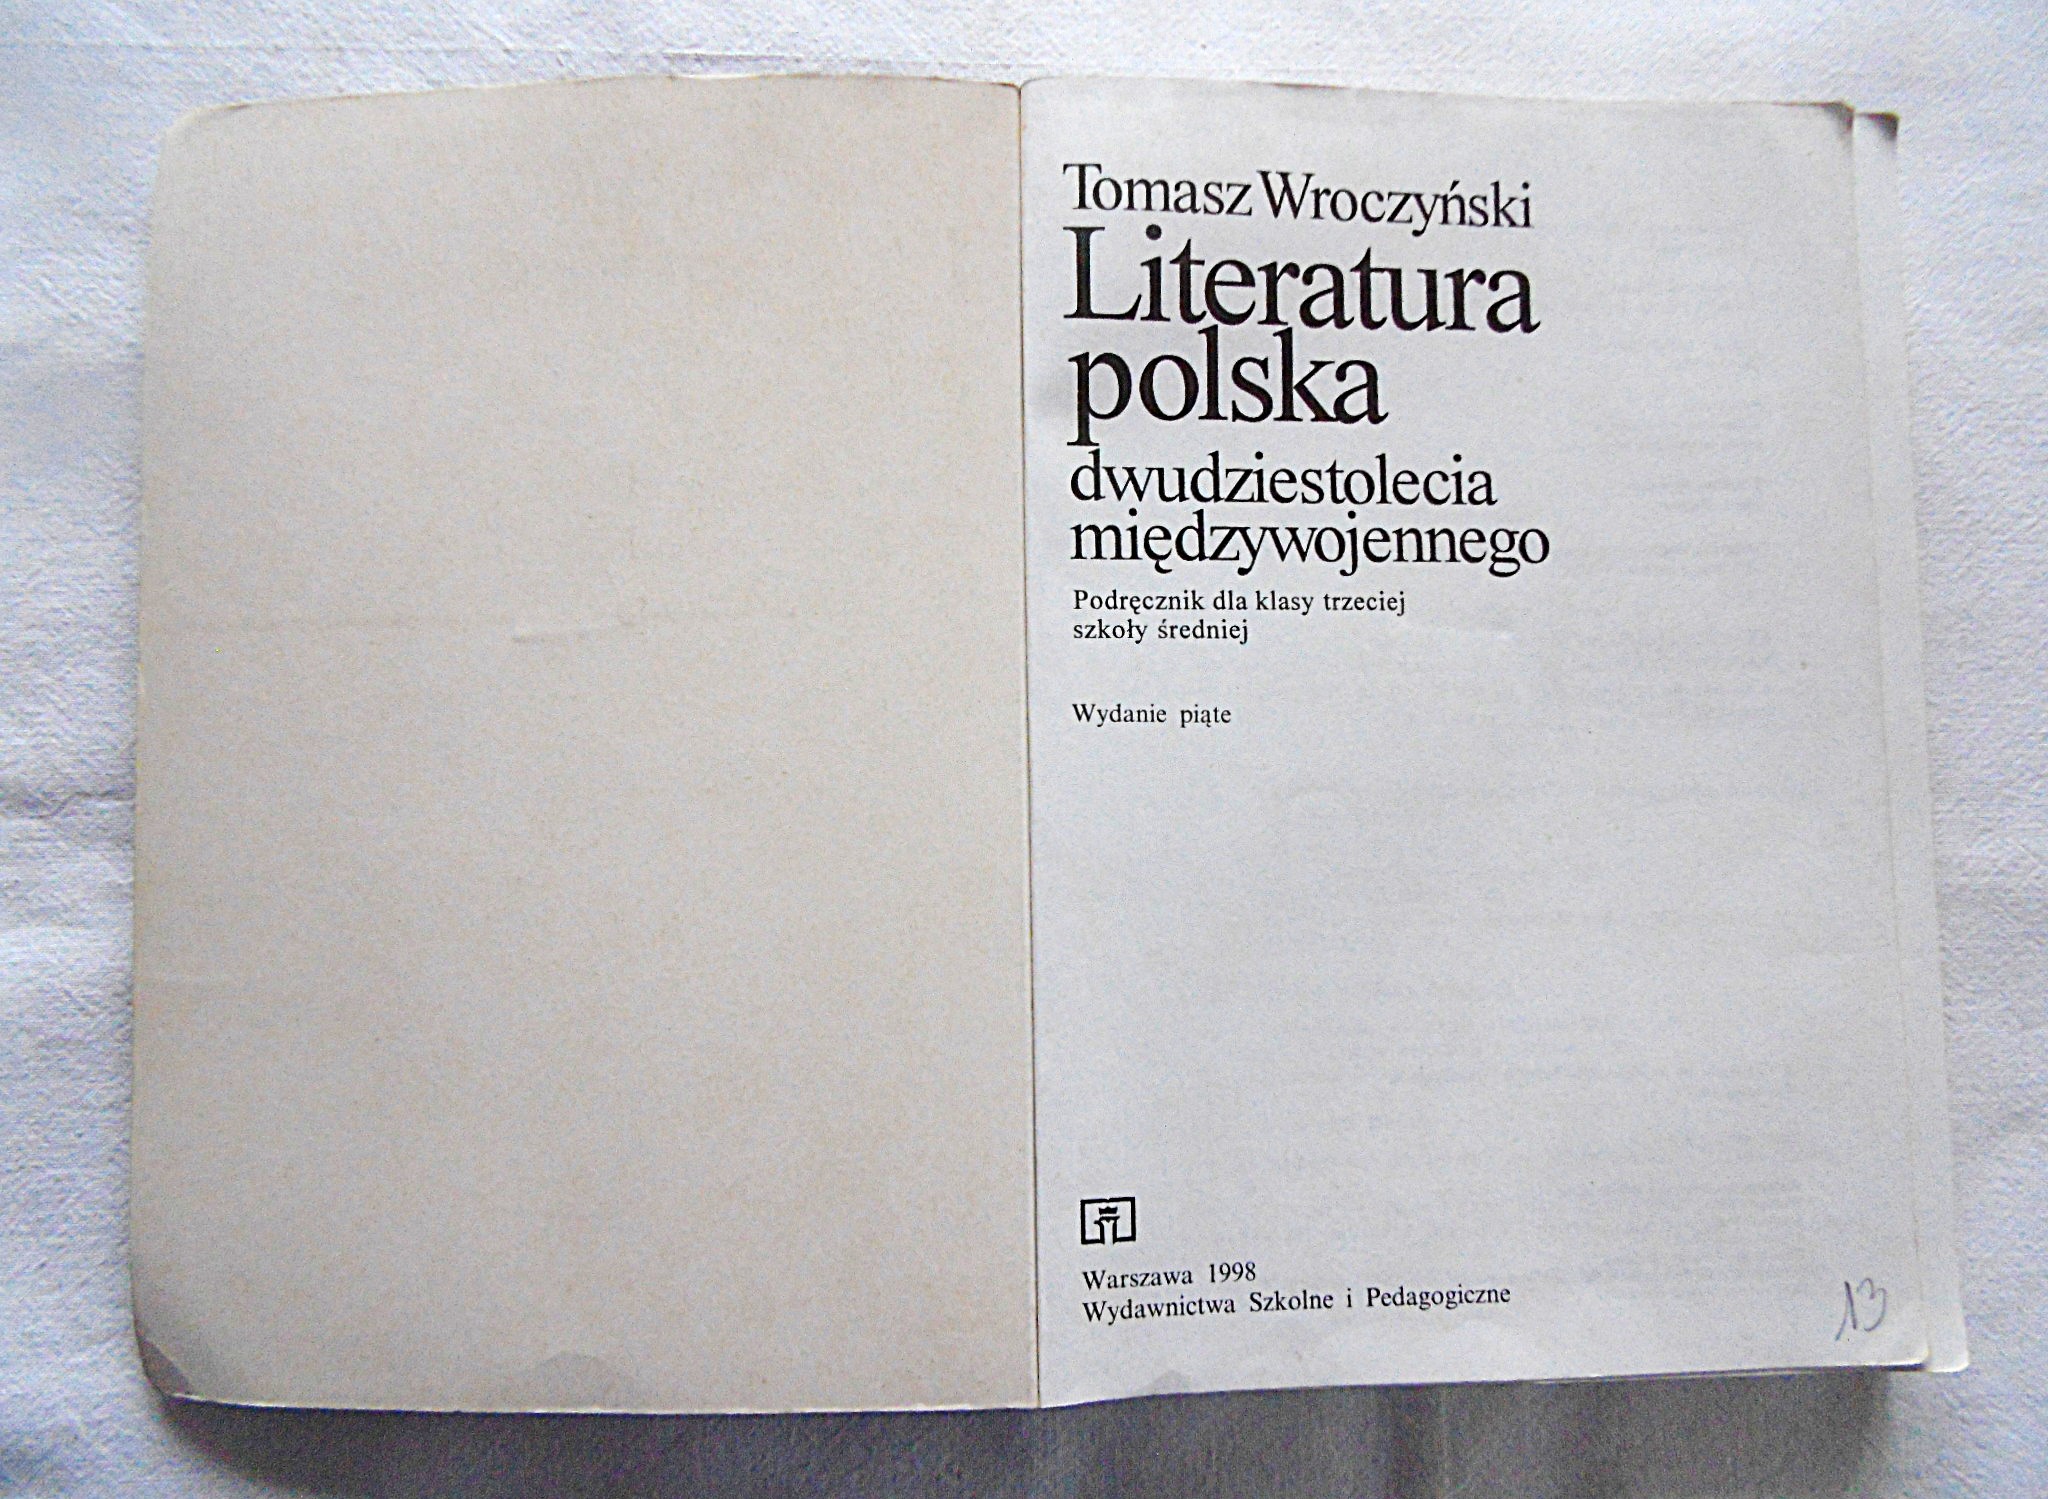 Tomasz Wroczyński
Literatura
polska
dwudziestolecia
międzywojennego
Podręcznik dla klasy trzeciej
szkoły średniej
Wydanie piąte
Warszawa 1998
Wydawnictwa Szkolne i Pedagogiczne
13